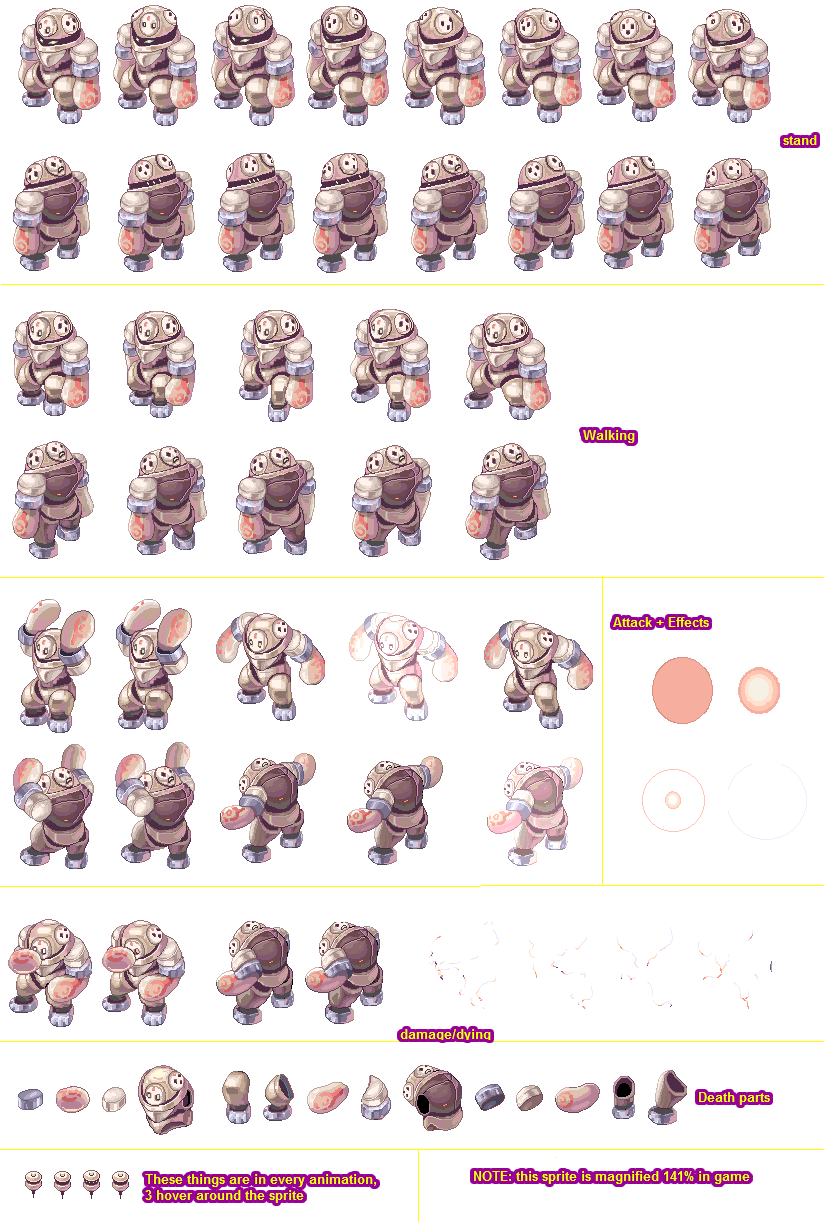 stand
Walking
Attack + Effects
damage/dying
Death parts
These things are in every animation,
3 hover around the sprite
NOTE: this sprite is magnified 141% in game